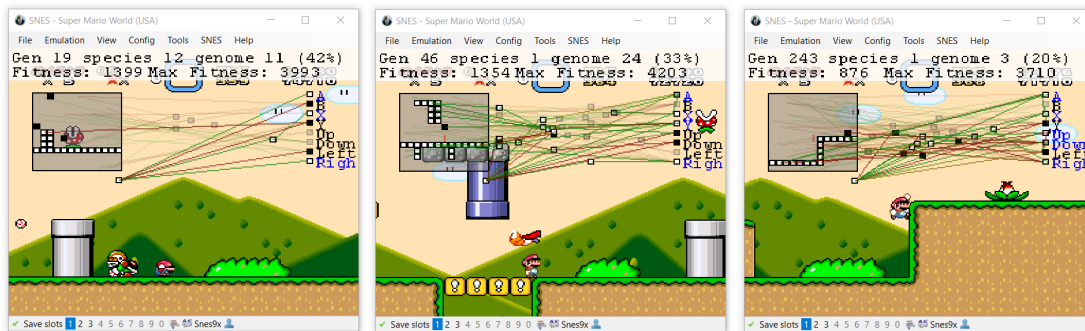 SNES - Super Mario World (USA)
File Emulation View Config Tools SNES Help
Gen 19 species 12 genome 11 (42%)
Fitness: 1399 Max Fitness: 3993
A
B
X
Y
Up
Down
Left
Righ
Save slots 1 2 3 4 5 6 7 8 9 0 Snes9x
SNES - Super Mario World (USA)
File Emulation View Config Tools SNES Help
Gen 46 species 1 genome 24 (33%)
Fitness: 1354 Max Fitness: 4203
A
B
X
Y
Up
Down
Left
Righ
Save slots 1 2 3 4 5 6 7 8 9 0 Snes9x
SNES - Super Mario World (USA)
File Emulation View Config Tools SNES Help
Gen 243 species 1 genome 3 (20%)
Fitness: 876 Max Fitness: 3710
A
B
X
Y
Up
Down
Left
Righ
Save slots 1 2 3 4 5 6 7 8 9 0 Snes9x